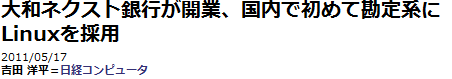 大和ネクスト銀行が開業、国内で初めて勘定系に
Linuxを採用
2011/05/17
吉田 洋平＝日経コンピュータ